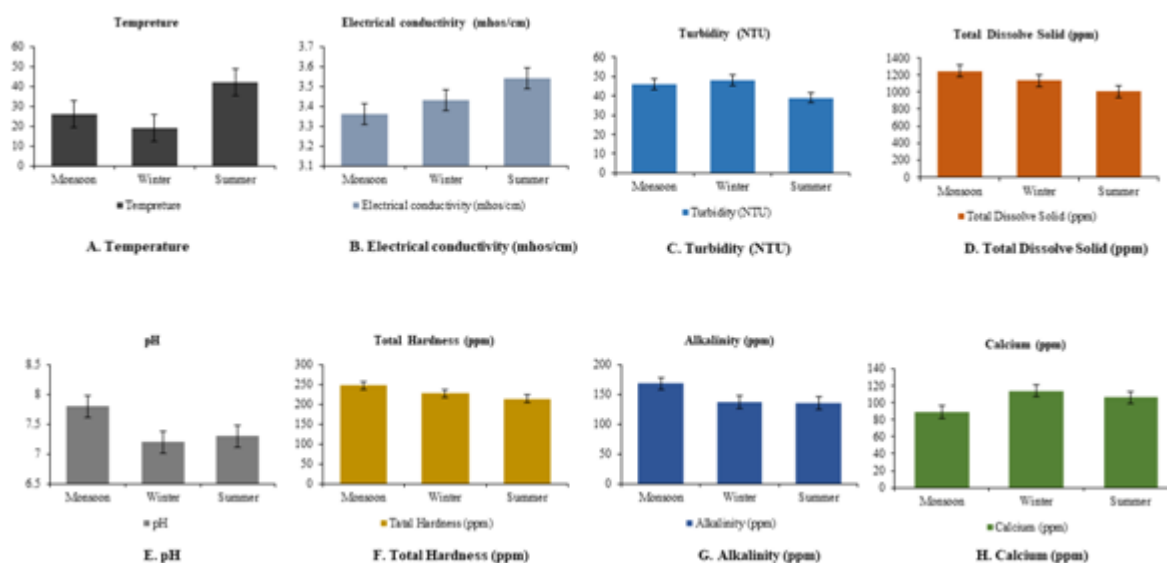 Tempreture
60
50
40
30
20
10
0
Monsoon Winter Summer
Tempreture
A. Temperature
Electrical conductivity (mhos/cm)
3.7
3.6
3.5
3.4
3.3
3.2
3.1
Monsoon Winter Summer
Electrical conductivity (mhos/cm)
B. Electrical conductivity (mhos/cm)
Turbidity (NTU)
60
50
40
30
20
10
0
Monsoon Winter Summer
Turbidity (NTU)
C. Turbidity (NTU)
Total Dissolve Solid (ppm)
1400
1200
1000
800
600
400
200
0
Monsoon Winter Summer
Total Dissolve Solid (ppm)
D. Total Dissolve Solid (ppm)
pH
8.5
8
7.5
7
6.5
Monsoon Winter Summer
pH
E. pH
Total Hardness (ppm)
300
250
200
150
100
50
0
Monsoon Winter Summer
Tatal Hardness (ppm)
F. Total Hardness (ppm)
Alkalinity (ppm)
200
150
100
50
0
Monsoon Winter Summer
Alkalinity (ppm)
G. Alkalinity (ppm)
Calcium (ppm)
140
120
100
80
60
40
20
0
Monsoon Winter Summer
Calcium (ppm)
H. Calcium (ppm)